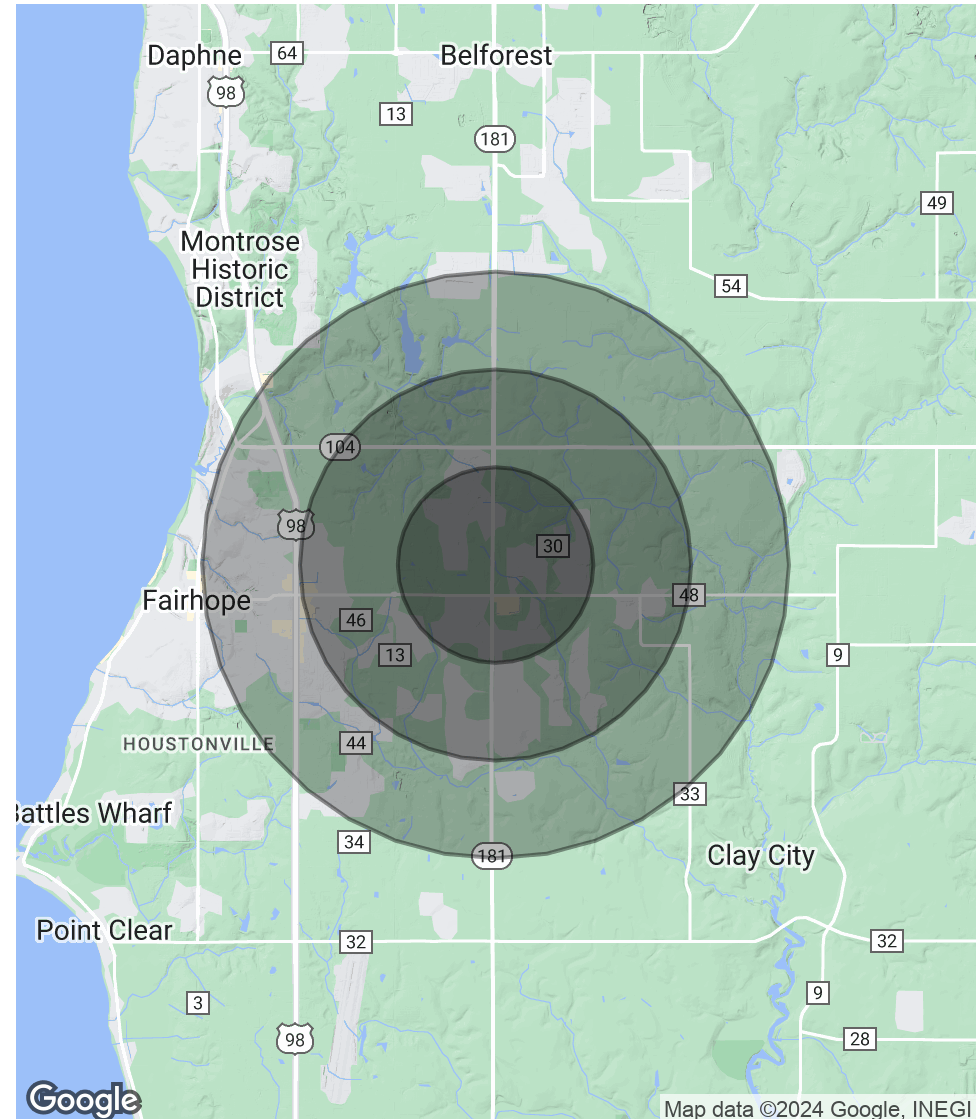 Daphne
64
Belforest
98
13
181
49
Montrose
Historic
District
54
104
98
30
48
Fairhope
46
13
9
44
HOUSTONVILLE
33
Battles Wharf
34
181
Clay City
Point Clear
32
32
3
9
98
28
Google
Map data ©2024 Google, INEGI